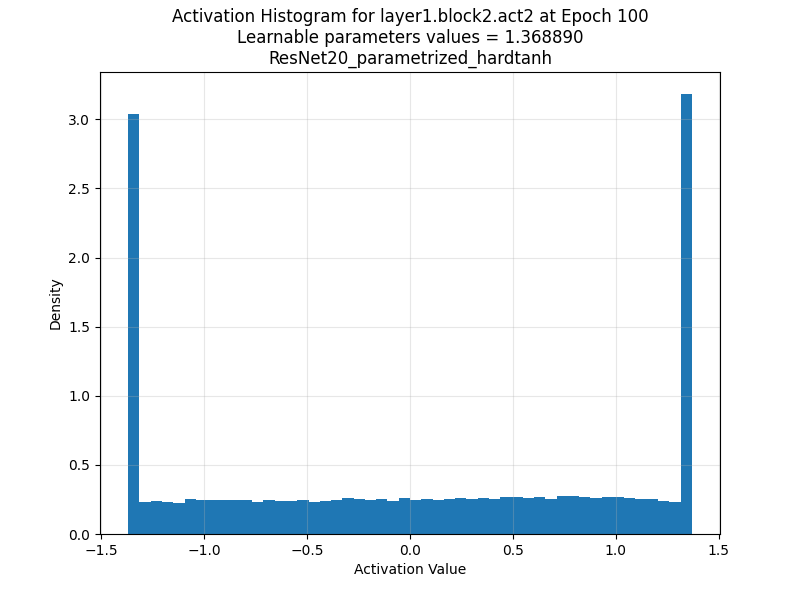 Activation Histogram for layer1.block2.act2 at Epoch 100
Learnable parameters values = 1.368890
ResNet20_parametrized_hardtanh
3.0
2.5
2.0
1.5
1.0
0.5
0.0
Density
−1.5 −1.0 −0.5 0.0 0.5 1.0 1.5
Activation Value